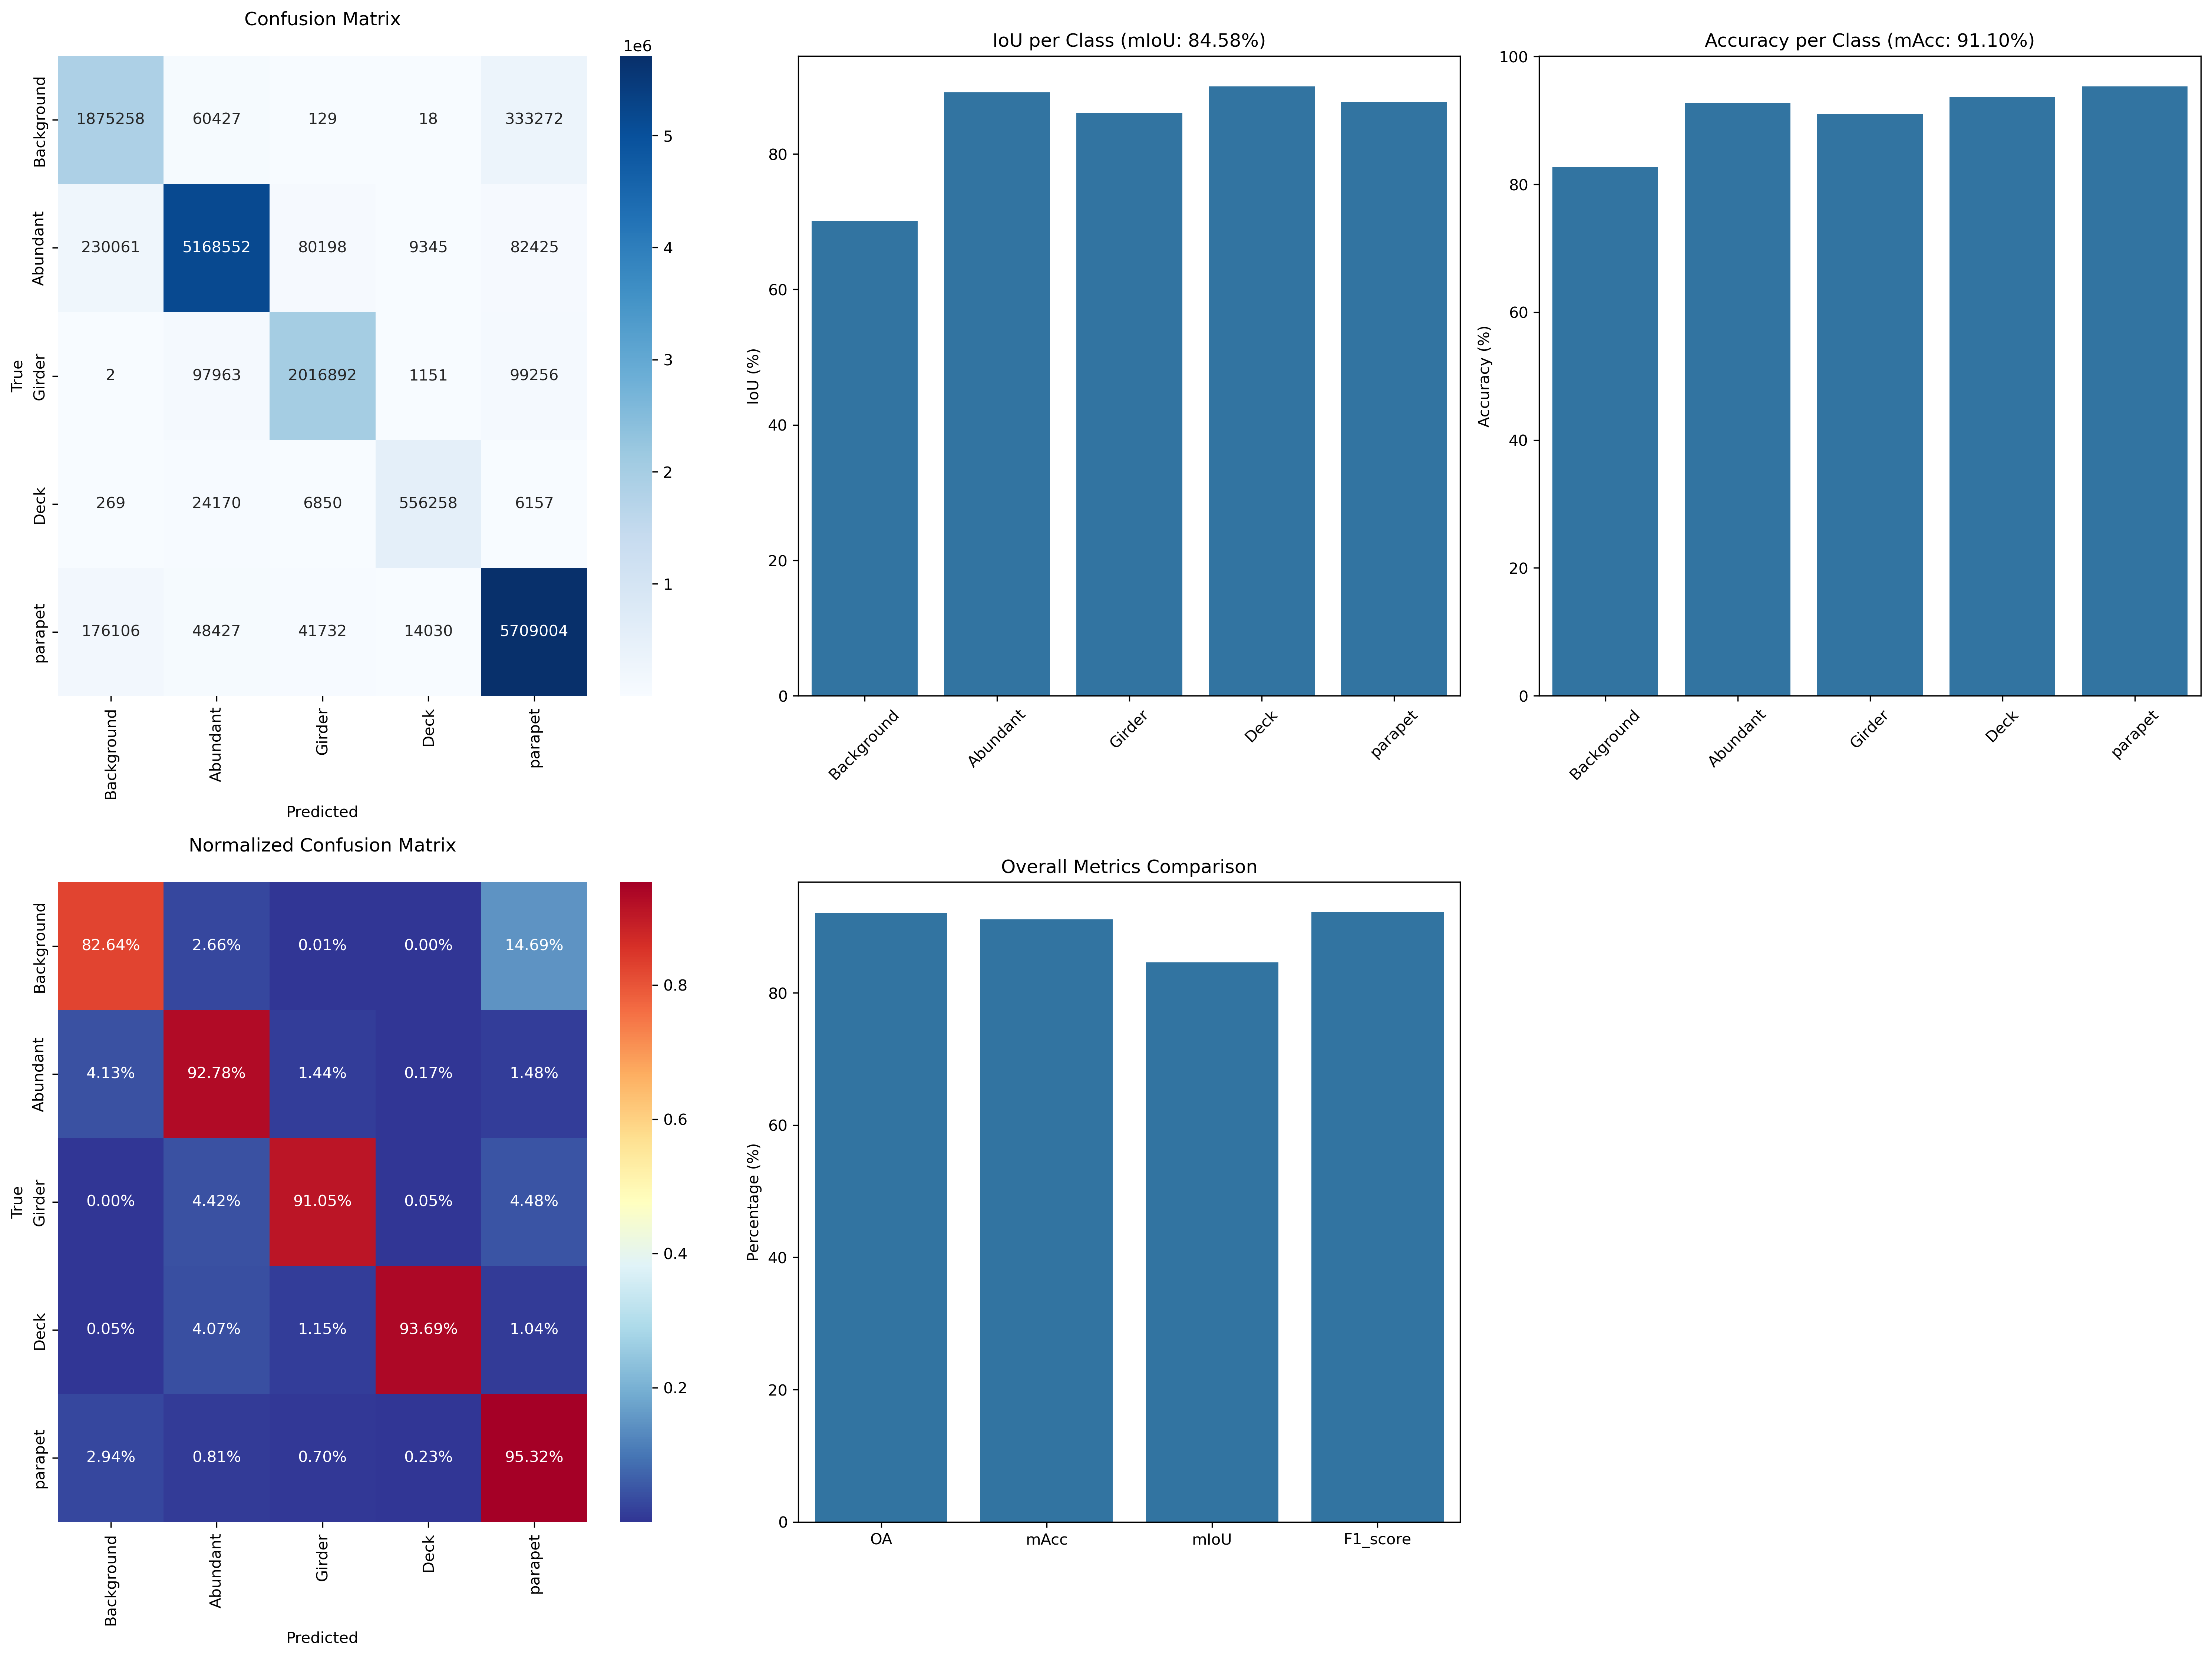 Confusion Matrix
1e6
Background
1875258 60427 129 18 333272
Abundant
230061 5168552 80198 9345 82425
Girder
2 97963 2016892 1151 99256
Deck
269 24170 6850 556258 6157
parapet
176106 48427 41732 14030 5709004
True
Background Abundant Girder Deck parapet
Predicted
5
4
3
2
1
IoU per Class (mIoU: 84.58%)
IoU (%)
80
60
40
20
0
Background Abundant Girder Deck parapet
Accuracy per Class (mAcc: 91.10%)
Accuracy (%)
100
80
60
40
20
0
Background Abundant Girder Deck parapet
Normalized Confusion Matrix
Background
82.64% 2.66% 0.01% 0.00% 14.69%
Abundant
4.13% 92.78% 1.44% 0.17% 1.48%
Girder
0.00% 4.42% 91.05% 0.05% 4.48%
Deck
0.05% 4.07% 1.15% 93.69% 1.04%
parapet
2.94% 0.81% 0.70% 0.23% 95.32%
True
Background Abundant Girder Deck parapet
Predicted
0.8
0.6
0.4
0.2
Overall Metrics Comparison
Percentage (%)
80
60
40
20
0
OA mAcc mIoU F1_score